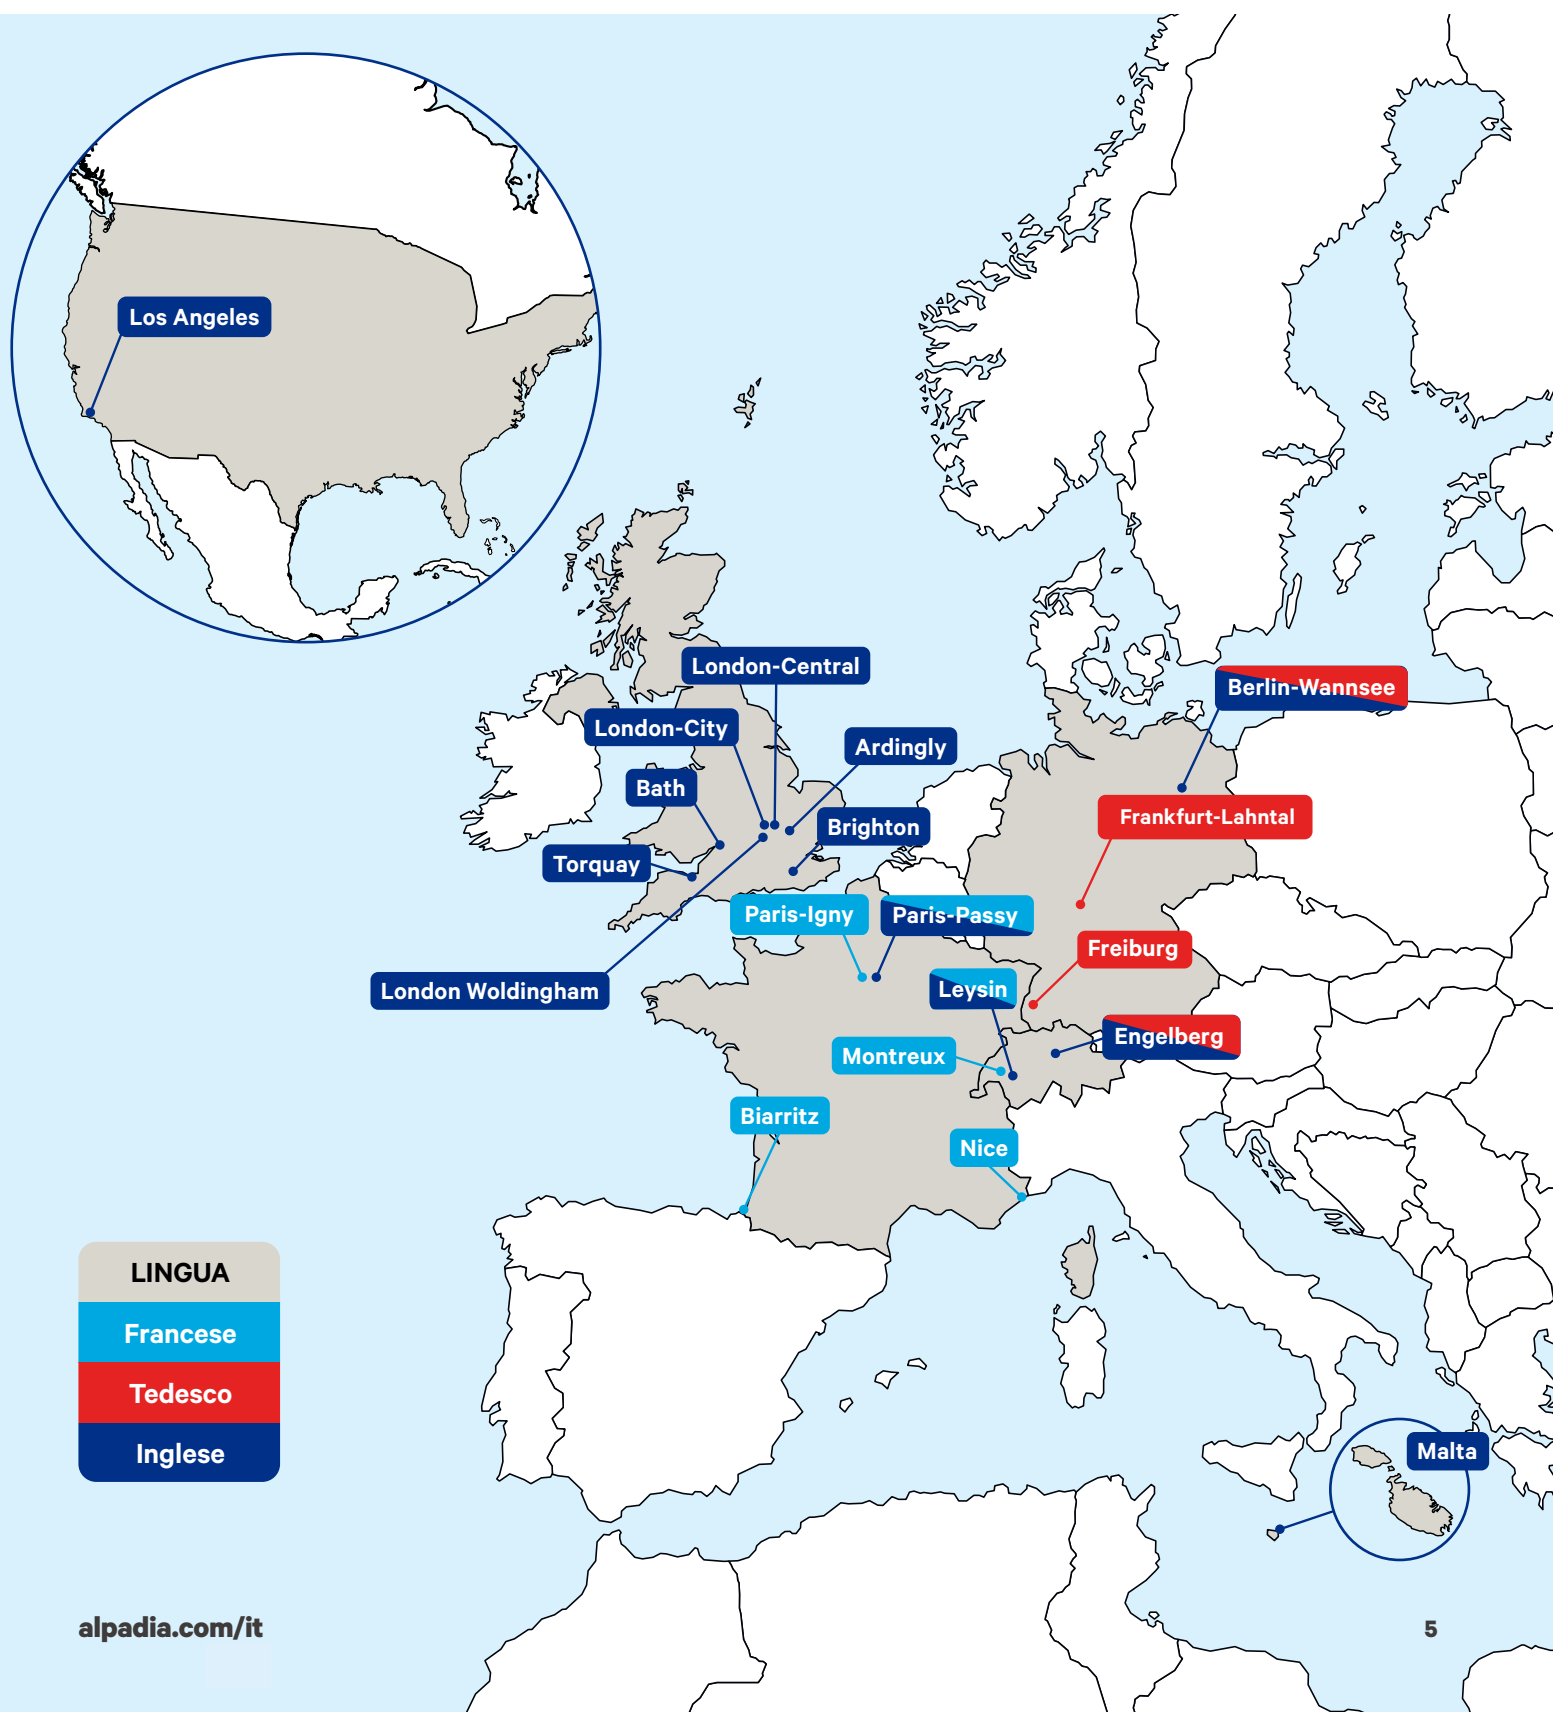 Los Angeles
London-Central
Berlin-Wannsee
London-City
Ardingly
Bath
Frankfurt-Lahntal
Brighton
Torquay
Paris-Igny
Paris-Passy
Freiburg
London Woldingham
Leysin
Engelberg
Montreux
Biarritz
Nice
LINGUA
Francese
Tedesco
Inglese
Malta
alpadia.com/it
5